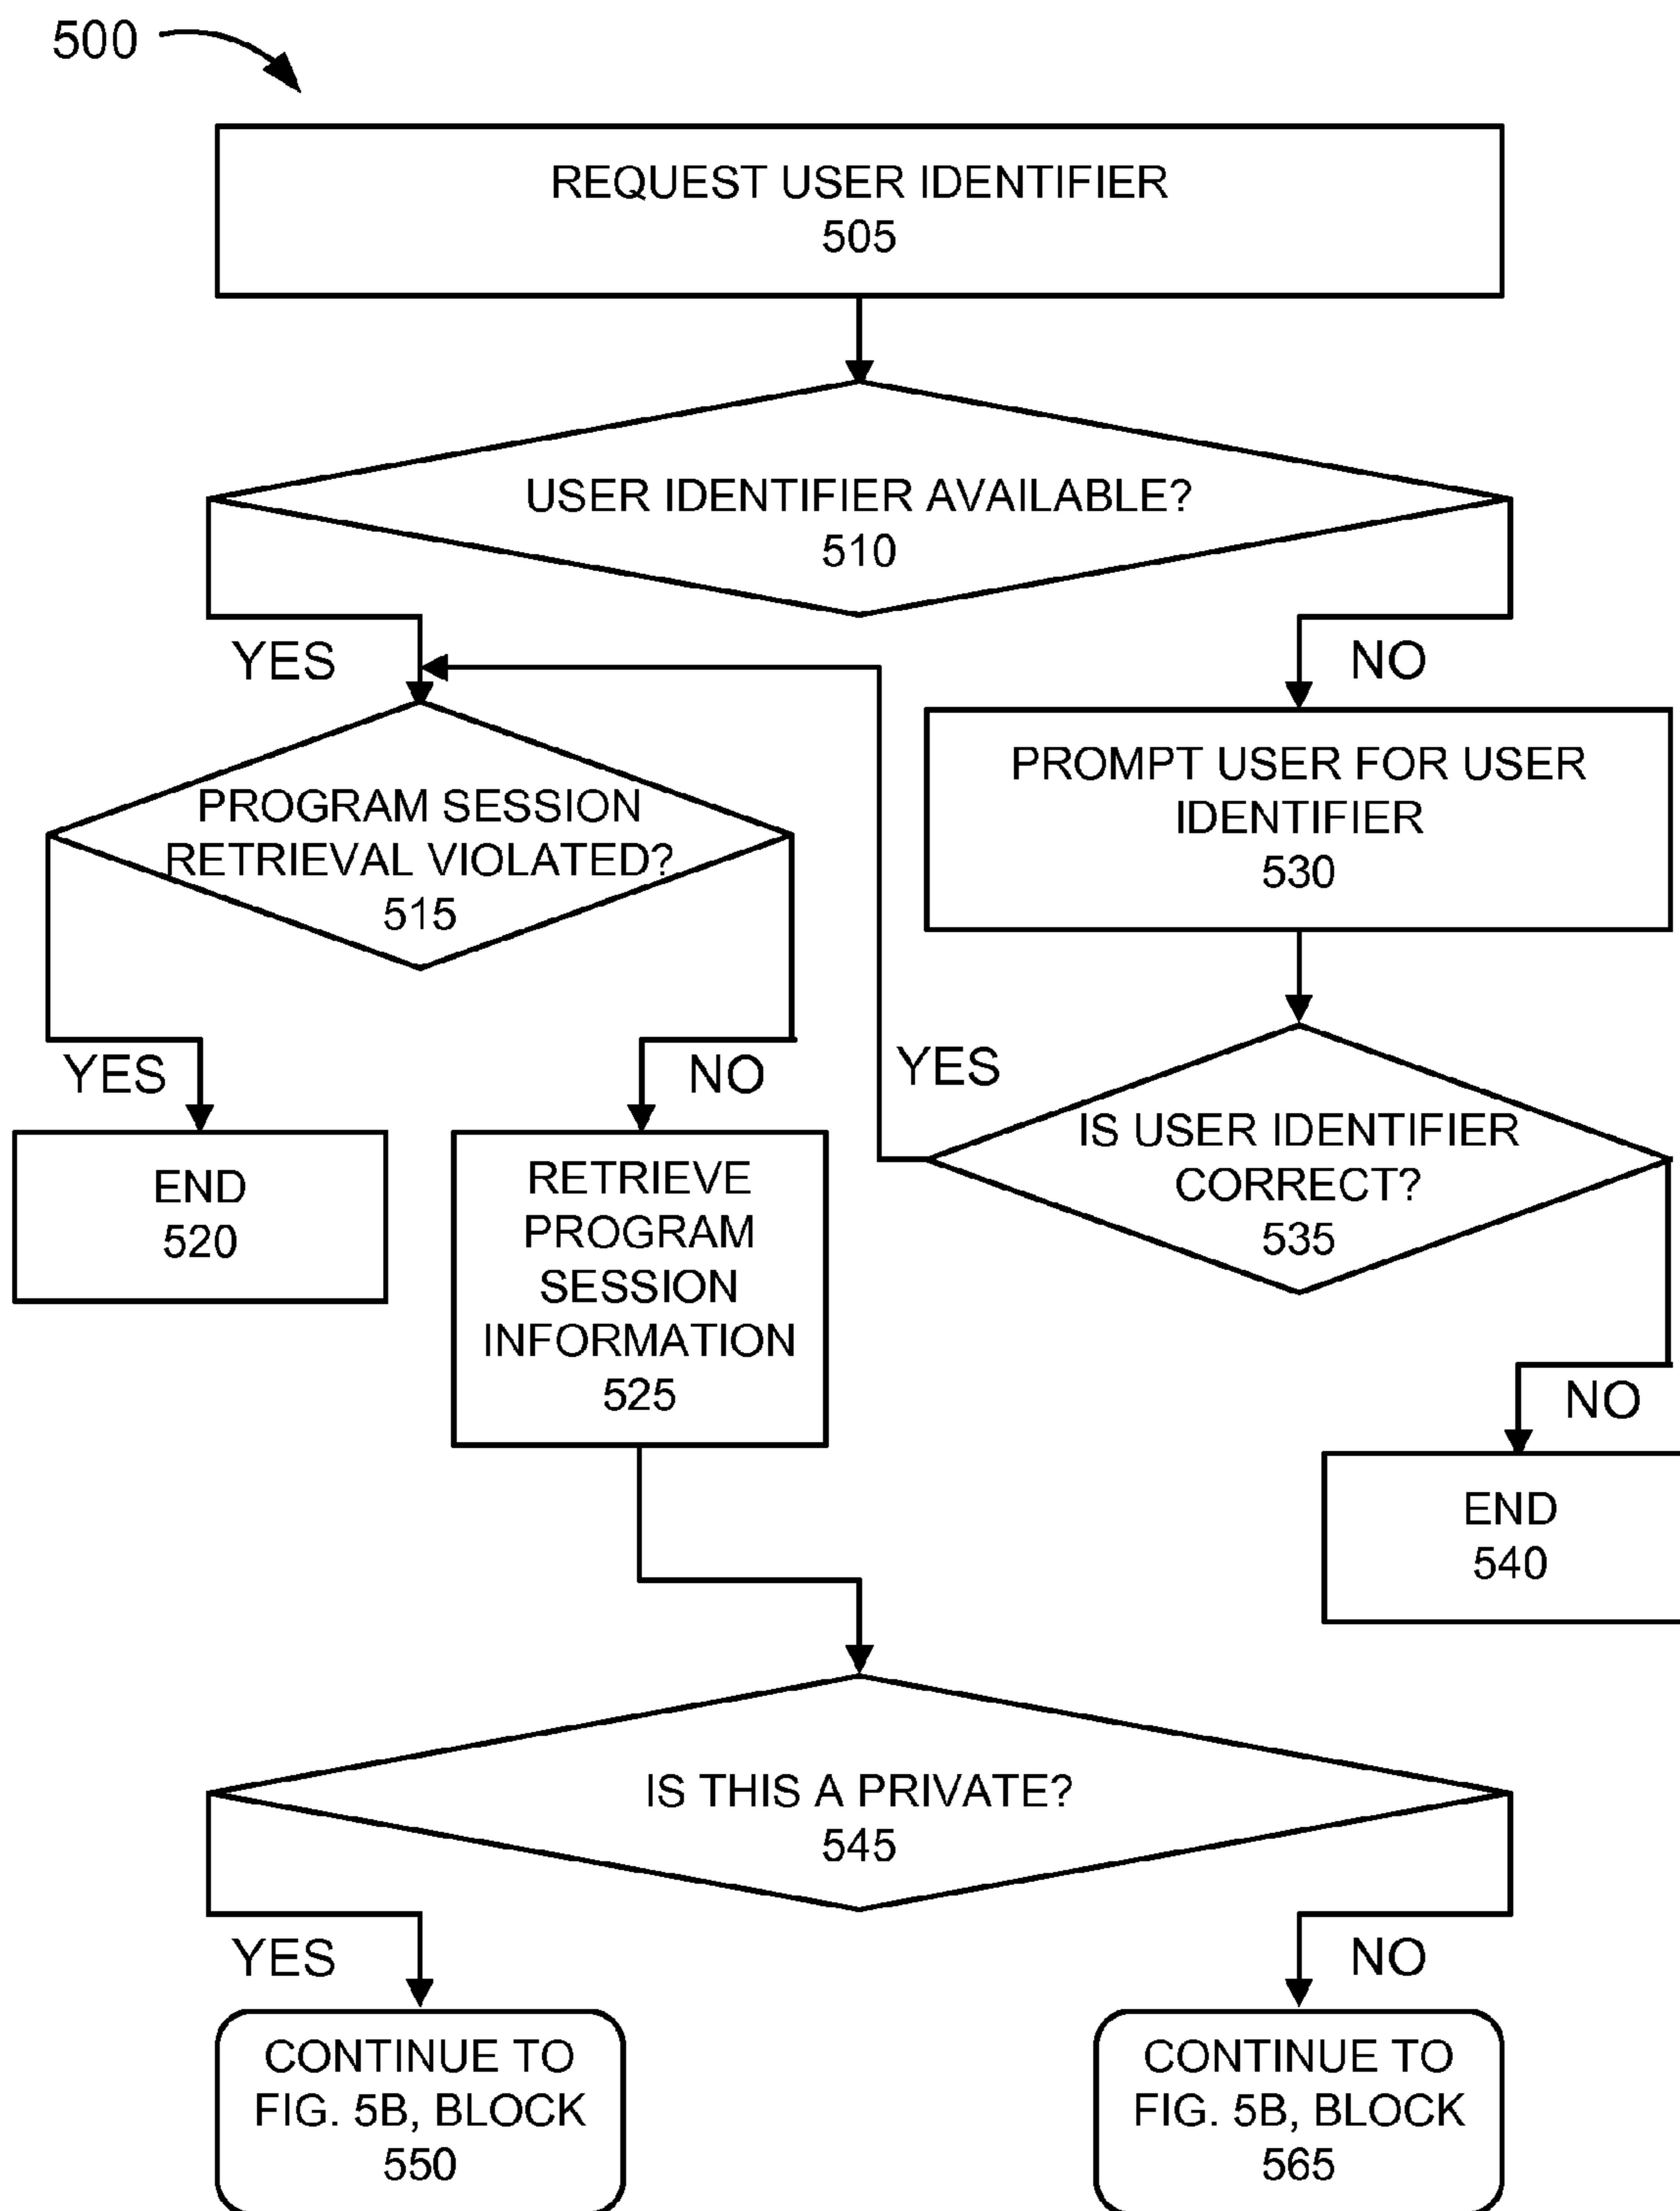 500
REQUEST USER IDENTIFIER
505
USER IDENTIFIER AVAILABLE?
510
YES
NO
PROGRAM SESSION
RETRIEVAL VIOLATED?
515
PROMPT USER FOR USER
IDENTIFIER
530
YES
NO
YES
IS USER IDENTIFIER
CORRECT?
535
END
520
RETRIEVE
PROGRAM
SESSION
INFORMATION
525
NO
END
540
IS THIS A PRIVATE?
545
YES
NO
CONTINUE TO
FIG. 5B, BLOCK
550
CONTINUE TO
FIG. 5B, BLOCK
565